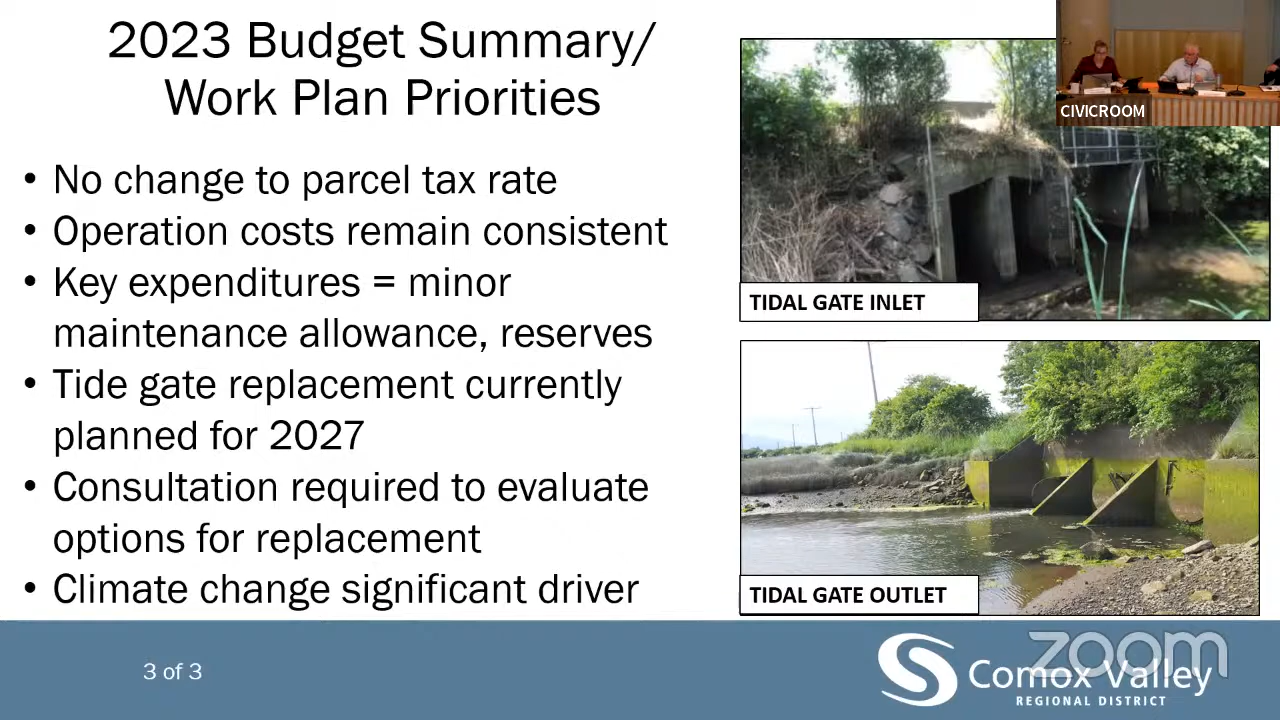 2023 Budget Summary/
Work Plan Priorities
• No change to parcel tax rate
• Operation costs remain consistent
• Key expenditures = minor
maintenance allowance, reserves
• Tide gate replacement currently
planned for 2027
• Consultation required to evaluate
options for replacement
• Climate change significant driver
CIVICROOM
TIDAL GATE INLET
TIDAL GATE OUTLET
3 of 3
zoom
Comox Valley
REGIONAL DISTRICT